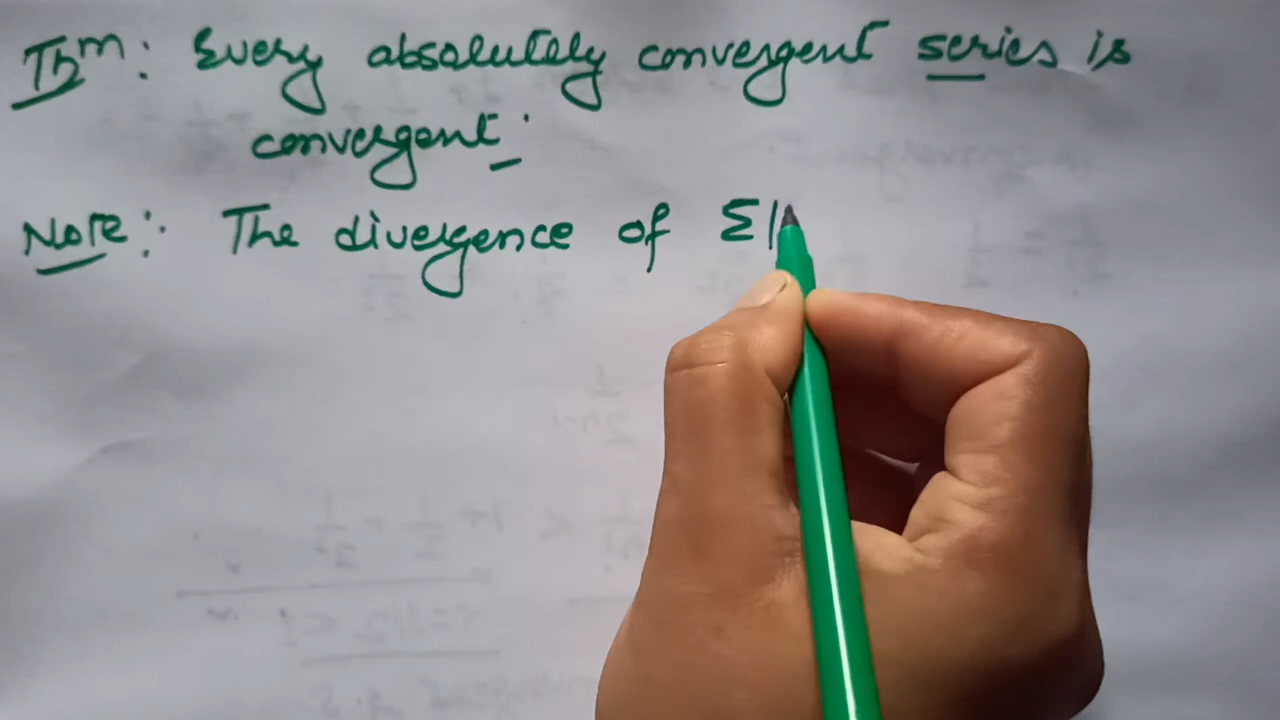 Thm: Every absolutely convergent series is
convergent.
Note: The divergence of Σ|